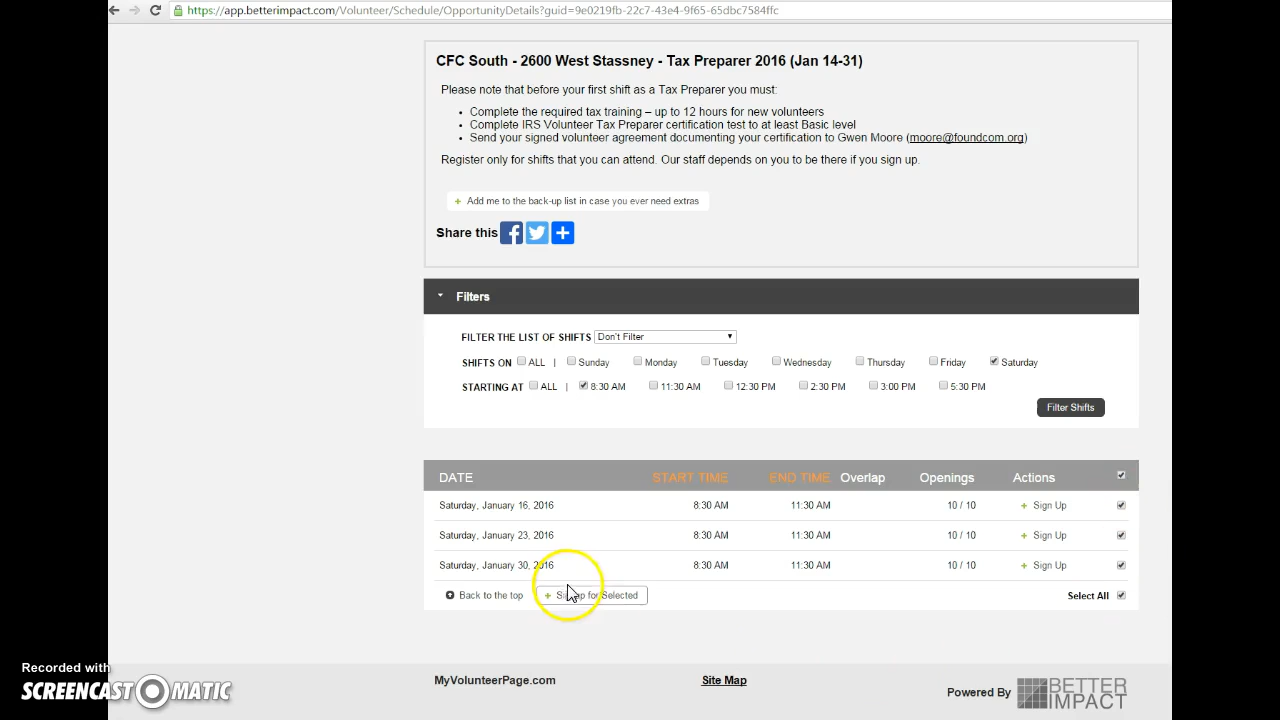 https://app.betterimpact.com/Volunteer/Schedule/OpportunityDetails?guid=9e0219fb-22c7-43e4-9f65-65dbc7584ffc
CFC South - 2600 West Stassney - Tax Preparer 2016 (Jan 14-31)
Please note that before your first shift as a Tax Preparer you must:
• Complete the required tax training – up to 12 hours for new volunteers
• Complete IRS Volunteer Tax Preparer certification test to at least Basic level
• Send your signed volunteer agreement documenting your certification to Gwen Moore (moore@foundcom.org)
Register only for shifts that you can attend. Our staff depends on you to be there if you sign up.
+ Add me to the back-up list in case you ever need extras
Share this
Filters
FILTER THE LIST OF SHIFTS Don't Filter
SHIFTS ON ALL | Sunday Monday Tuesday Wednesday Thursday Friday Saturday
STARTING AT ALL | 8:30 AM 11:30 AM 12:30 PM 2:30 PM 3:00 PM 5:30 PM
Filter Shifts
DATE START TIME END TIME Overlap Openings Actions
Saturday, January 16, 2016 8:30 AM 11:30 AM 10 / 10 + Sign Up
Saturday, January 23, 2016 8:30 AM 11:30 AM 10 / 10 + Sign Up
Saturday, January 30, 2016 8:30 AM 11:30 AM 10 / 10 + Sign Up
Back to the top + Sign up for Selected Select All
MyVolunteerPage.com Site Map Powered By BETTER IMPACT
Recorded with
SCREENCAST-O-MATIC